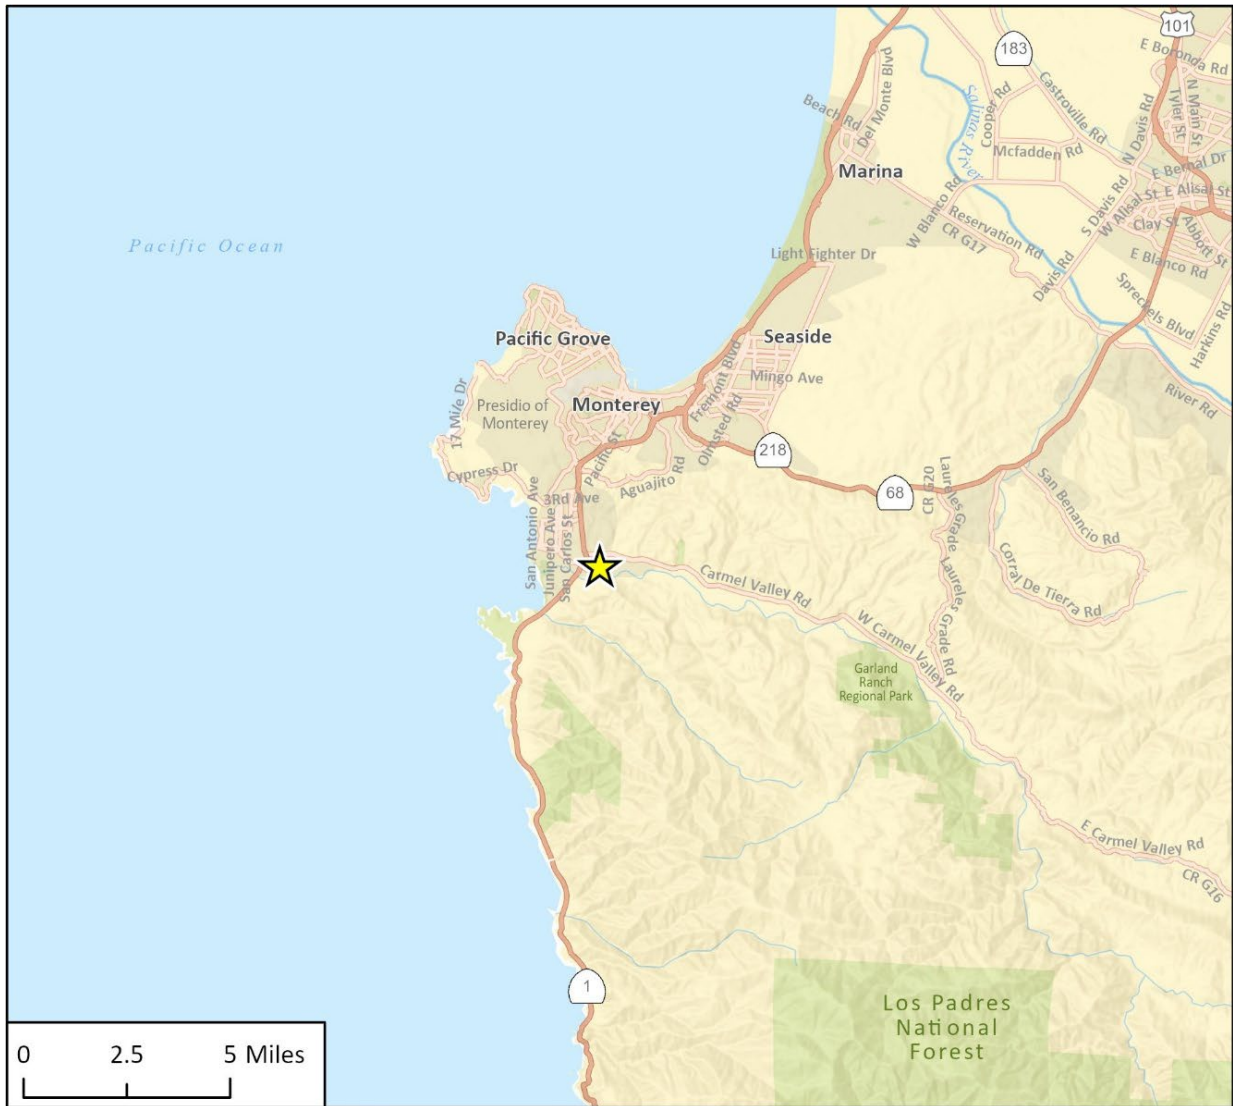 101
183
E Boronda Rd
Castroville Rd
N Main St
Tyler St
N Davis Rd
Del Monte Blvd
Beach Rd
Salinas River
Cooper Rd
Mcfadden Rd
E Bernal Dr
Marina
W Blanco Rd
Reservation Rd
CR G17
S Davis Rd
W Alisal St
E Alisal St
Clay St
Abbott St
E Blanco Rd
Pacific Ocean
Light Fighter Dr
Davis Rd
Spreckels Blvd
Harkins Rd
Pacific Grove
Seaside
Fremont Blvd
Mingo Ave
River Rd
17 Mile Dr
Presidio of
Monterey
Monterey
Olmsted Rd
Pacific St
218
Cypress Dr
Aguajito Rd
68
CR G20
Laureles Grade
San Benancio Rd
3Rd Ave
San Antonio Ave
Junipero Ave
San Carlos St
Carmel Valley Rd
Corral De Tierra Rd
Laureles Grade Rd
W Carmel Valley Rd
Garland
Ranch
Regional Park
E Carmel Valley Rd
CR G16
1
Los Padres
National
Forest
0 2.5 5 Miles